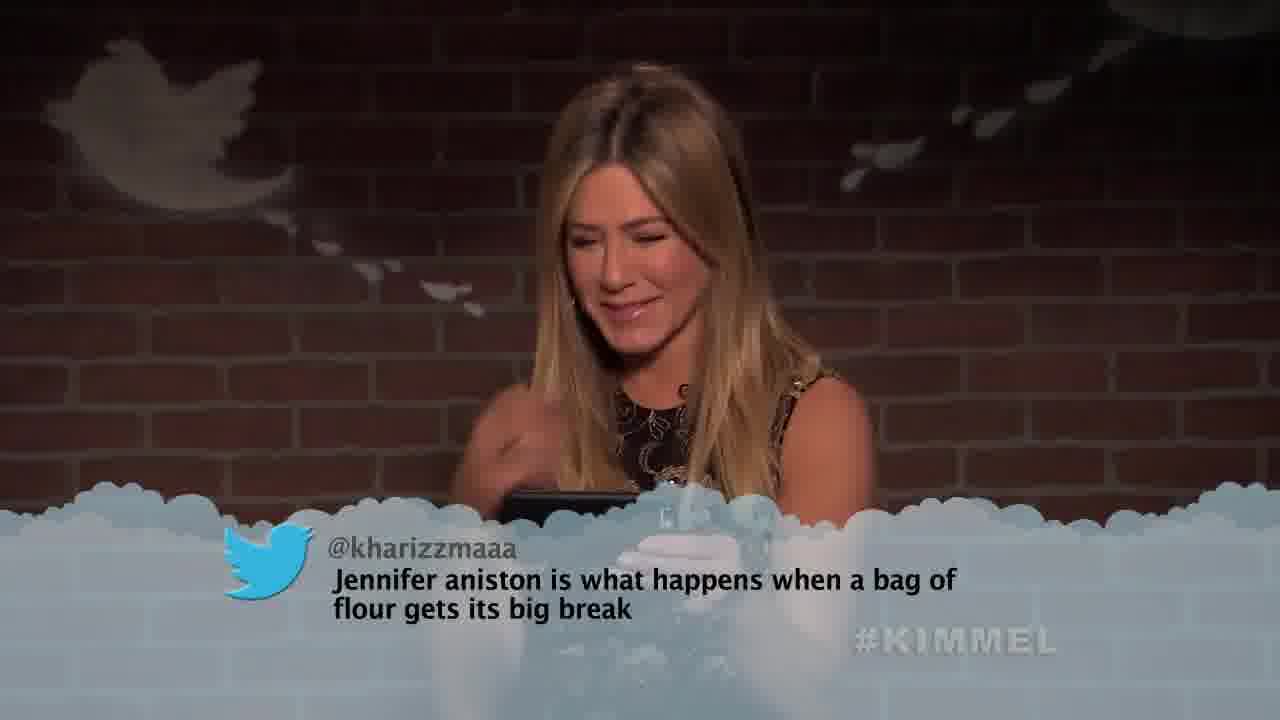 @kharizzmaaa
Jennifer aniston is what happens when a bag of
flour gets its big break
#KIMMEL